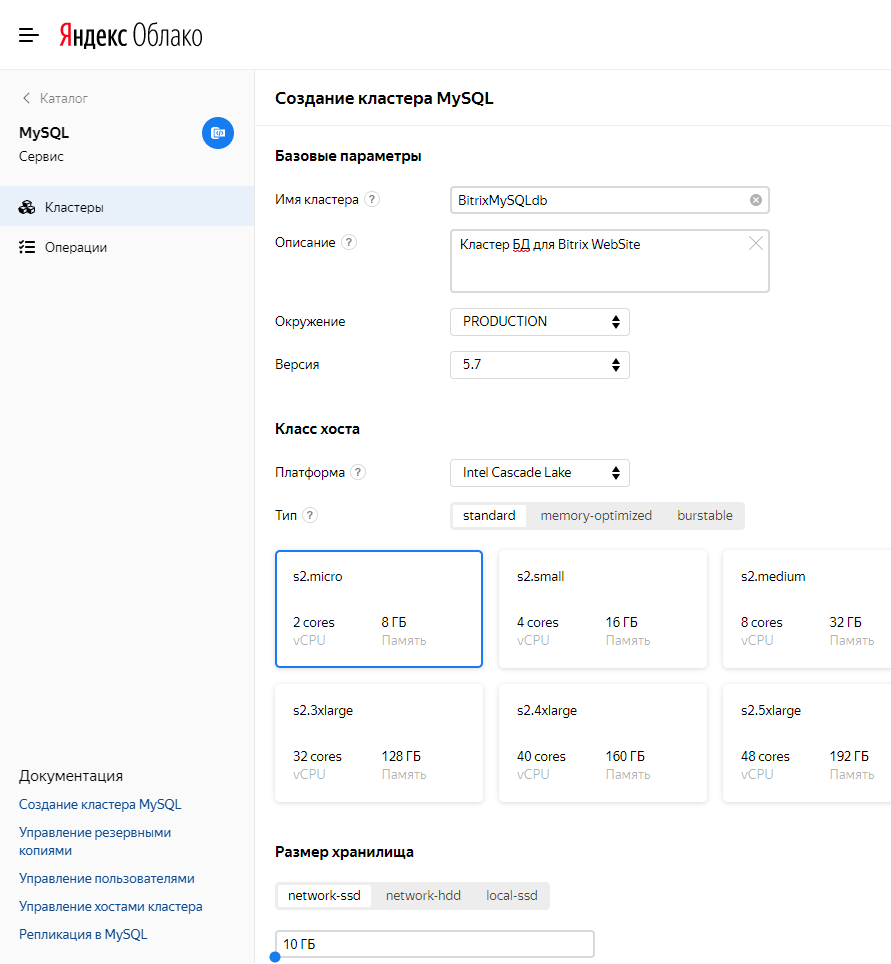 Яндекс Облако
Каталог
MySQL
Сервис
Кластеры
Операции
Документация
Создание кластера MySQL
Управление резервными
копиями
Управление пользователями
Управление хостами кластера
Репликация в MySQL
Создание кластера MySQL
Базовые параметры
Имя кластера ? BitrixMySQLdb
Описание ? Кластер БД для Bitrix WebSite
Окружение PRODUCTION
Версия 5.7
Класс хоста
Платформа ? Intel Cascade Lake
Тип ? standard memory-optimized burstable
s2.micro s2.small s2.medium
2 cores 8 ГБ 4 cores 16 ГБ 8 cores 32 ГБ
vCPU Память vCPU Память vCPU Память
s2.3xlarge s2.4xlarge s2.5xlarge
32 cores 128 ГБ 40 cores 160 ГБ 48 cores 192 ГБ
vCPU Память vCPU Память vCPU Память
Размер хранилища
network-ssd network-hdd local-ssd
10 ГБ